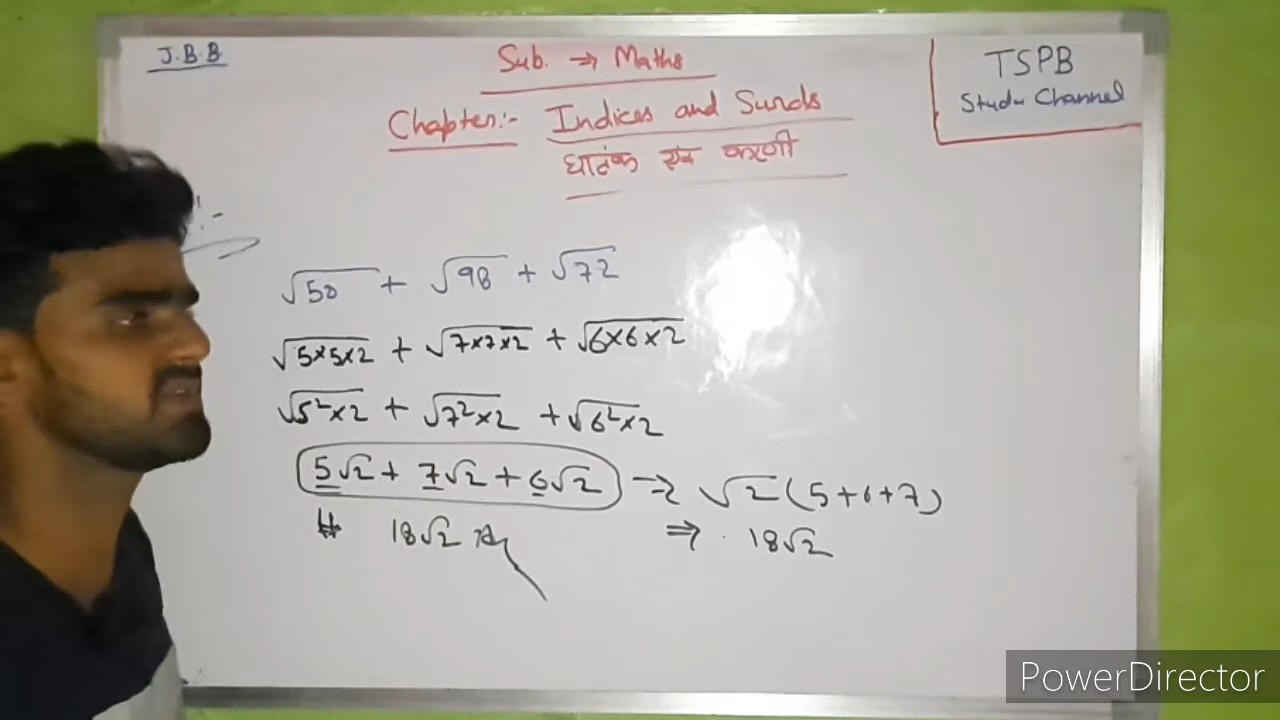 J.B.B
Sub. → Maths
Chapter:- Indices and Surds
घातंक एवं करणी
TSPB
Study Channel
:-
√50 + √98 + √72
√5×5×2 + √7×7×2 + √6×6×2
√5²×2 + √7²×2 + √6²×2
5√2 + 7√2 + 6√2 → √2(5+6+7)
# 18√2 ⇒ 18√2
PowerDirector